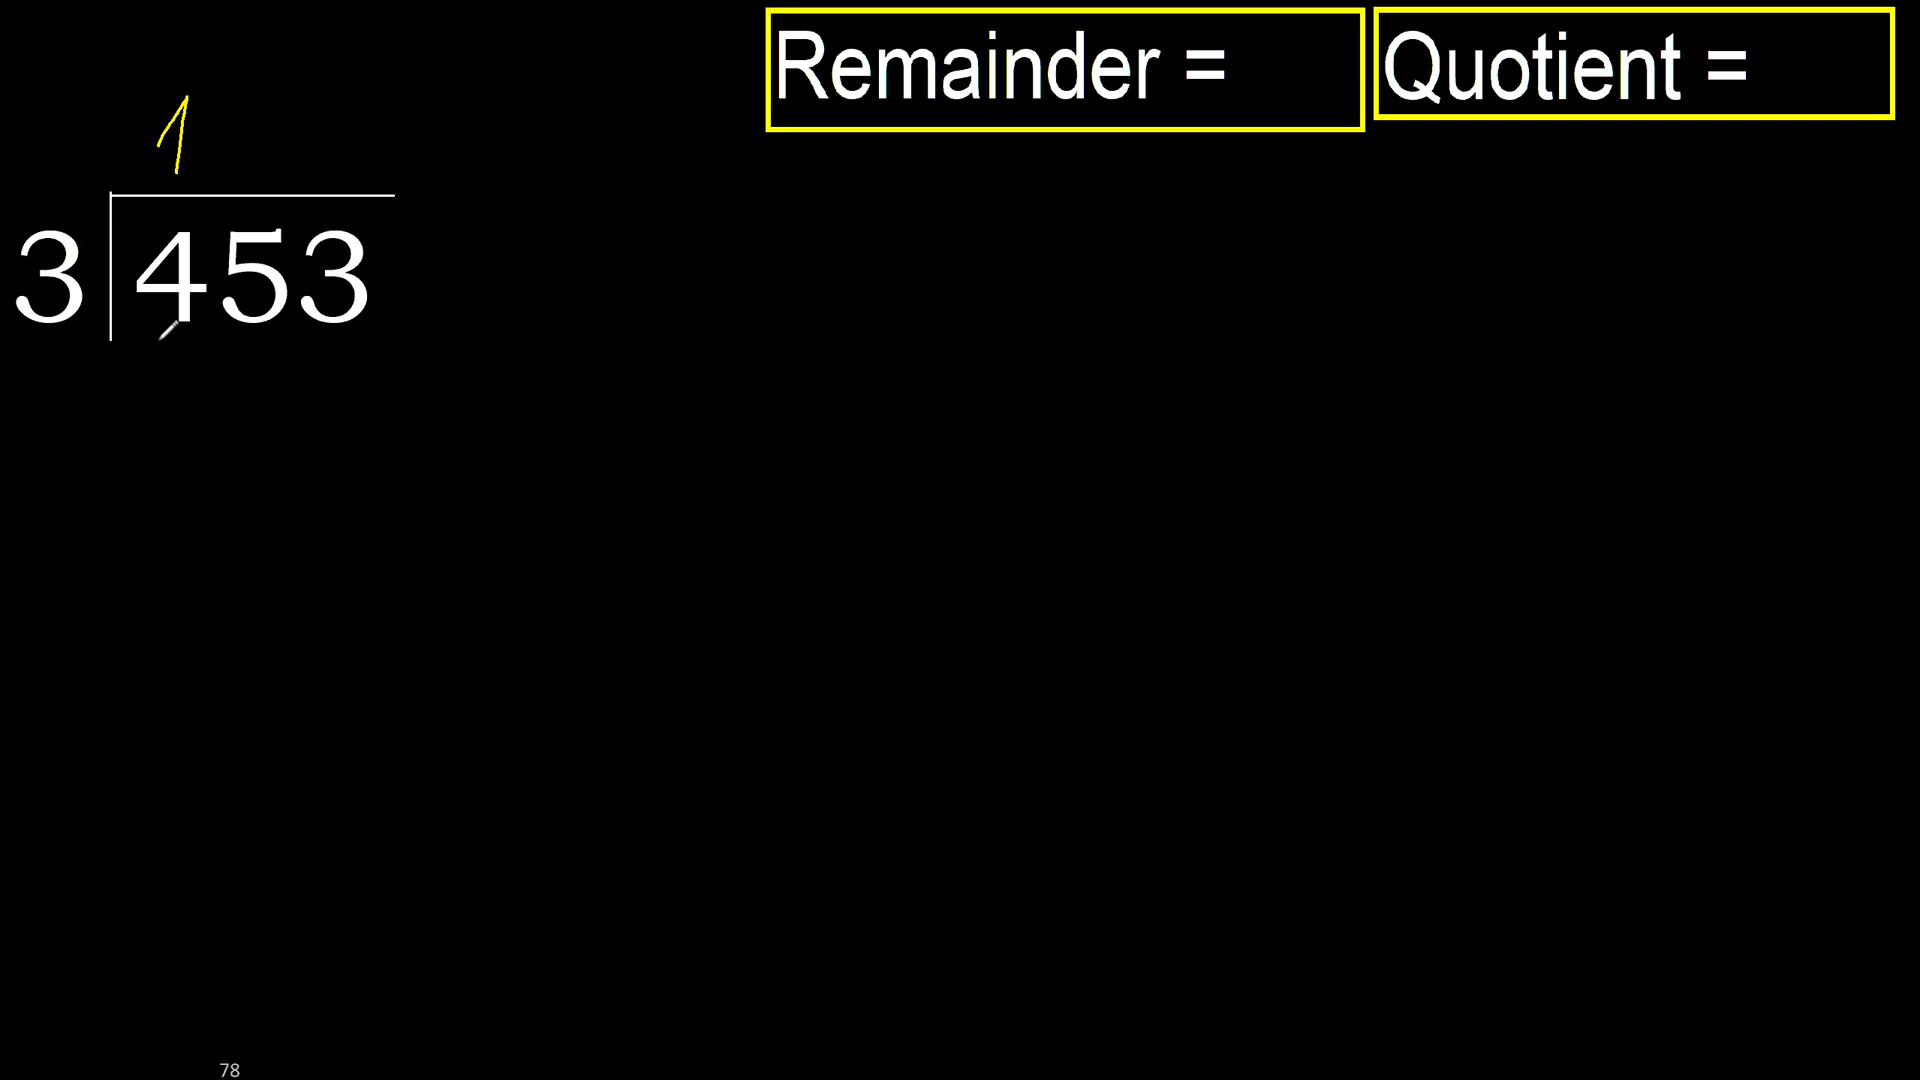 Remainder = Quotient =
1
3 453
78